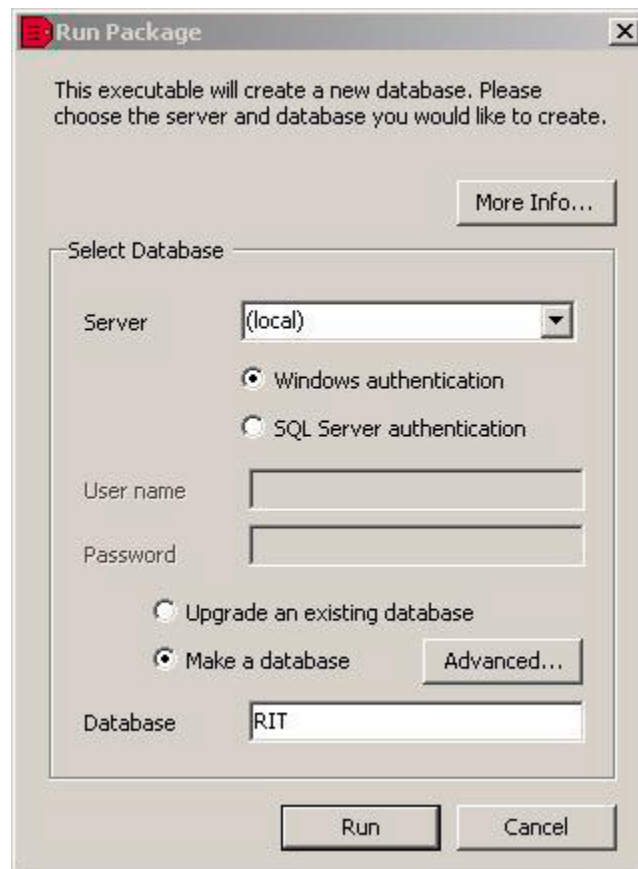 Run Package
This executable will create a new database. Please
choose the server and database you would like to create.
More Info...
Select Database
Server
(local)
Windows authentication
SQL Server authentication
User name
Password
Upgrade an existing database
Make a database
Advanced...
Database
RIT
Run
Cancel